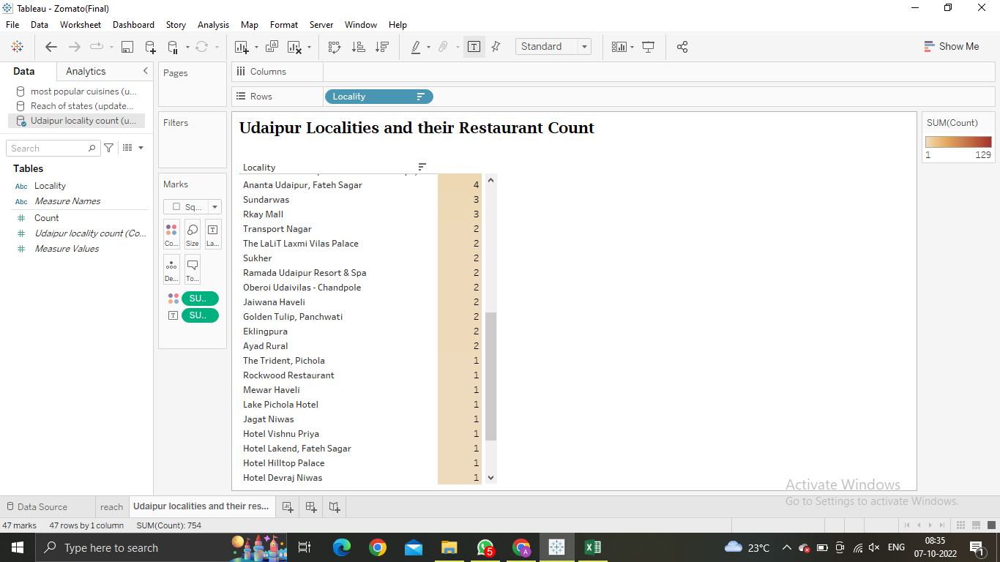 Tableau - Zomato(Final)
File Data Worksheet Dashboard Story Analysis Map Format Server Window Help
Standard
Show Me
Data Analytics
most popular cuisines (u...
Reach of states (update...
Udaipur locality count (u...
Search
Tables
Abc Locality
Abc Measure Names
# Count
# Udaipur locality count (Co...
# Measure Values
Pages
Filters
Marks
Sq...
Co... Size La...
De... To...
SU..
SU..
Columns
Rows Locality
Udaipur Localities and their Restaurant Count
Locality
Ananta Udaipur, Fateh Sagar 4
Sundarwas 3
Rkay Mall 3
Transport Nagar 2
The LaLiT Laxmi Vilas Palace 2
Sukher 2
Ramada Udaipur Resort & Spa 2
Oberoi Udaivilas - Chandpole 2
Jaiwana Haveli 2
Golden Tulip, Panchwati 2
Eklingpura 2
Ayad Rural 2
The Trident, Pichola 1
Rockwood Restaurant 1
Mewar Haveli 1
Lake Pichola Hotel 1
Jagat Niwas 1
Hotel Vishnu Priya 1
Hotel Lakend, Fateh Sagar 1
Hotel Hilltop Palace 1
Hotel Devraj Niwas 1
SUM(Count)
1 129
Activate Windows
Go to Settings to activate Windows.
Data Source reach Udaipur localities and their res...
47 marks 47 rows by 1 column SUM(Count): 754
Type here to search
5
A
23°C
ENG
08:35
07-10-2022
1